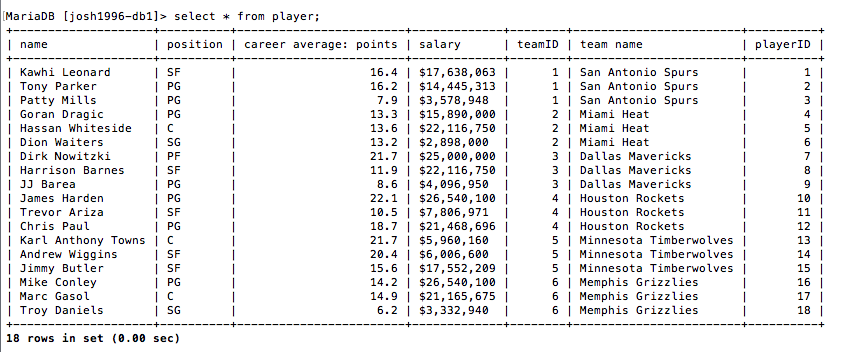 MariaDB [josh1996-db1]> select * from player;
+--------------------+----------+------------------------+-------------+--------+------------------------+----------+
| name | position | career average: points | salary | teamID | team name | playerID |
+--------------------+----------+------------------------+-------------+--------+------------------------+----------+
| Kawhi Leonard | SF | 16.4 | $17,638,063 | 1 | San Antonio Spurs | 1 |
| Tony Parker | PG | 16.2 | $14,445,313 | 1 | San Antonio Spurs | 2 |
| Patty Mills | PG | 7.9 | $3,578,948 | 1 | San Antonio Spurs | 3 |
| Goran Dragic | PG | 13.3 | $15,890,000 | 2 | Miami Heat | 4 |
| Hassan Whiteside | C | 13.6 | $22,116,750 | 2 | Miami Heat | 5 |
| Dion Waiters | SG | 13.2 | $2,898,000 | 2 | Miami Heat | 6 |
| Dirk Nowitzki | PF | 21.7 | $25,000,000 | 3 | Dallas Mavericks | 7 |
| Harrison Barnes | SF | 11.9 | $22,116,750 | 3 | Dallas Mavericks | 8 |
| JJ Barea | PG | 8.6 | $4,096,950 | 3 | Dallas Mavericks | 9 |
| James Harden | PG | 22.1 | $26,540,100 | 4 | Houston Rockets | 10 |
| Trevor Ariza | SF | 10.5 | $7,806,971 | 4 | Houston Rockets | 11 |
| Chris Paul | PG | 18.7 | $21,468,696 | 4 | Houston Rockets | 12 |
| Karl Anthony Towns | C | 21.7 | $5,960,160 | 5 | Minnesota Timberwolves | 13 |
| Andrew Wiggins | SF | 20.4 | $6,006,600 | 5 | Minnesota Timberwolves | 14 |
| Jimmy Butler | SF | 15.6 | $17,552,209 | 5 | Minnesota Timberwolves | 15 |
| Mike Conley | PG | 14.2 | $26,540,100 | 6 | Memphis Grizzlies | 16 |
| Marc Gasol | C | 14.9 | $21,165,675 | 6 | Memphis Grizzlies | 17 |
| Troy Daniels | SG | 6.2 | $3,332,940 | 6 | Memphis Grizzlies | 18 |
+--------------------+----------+------------------------+-------------+--------+------------------------+----------+
18 rows in set (0.00 sec)